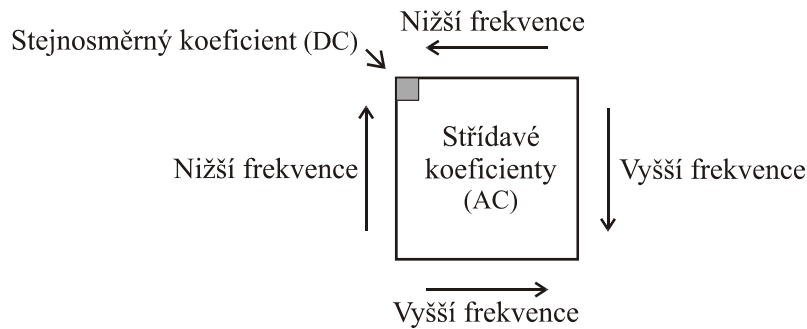 Nižší frekvence
Stejnosměrný koeficient (DC)
Střídavé
koeficienty
(AC)
Nižší frekvence
Vyšší frekvence
Vyšší frekvence